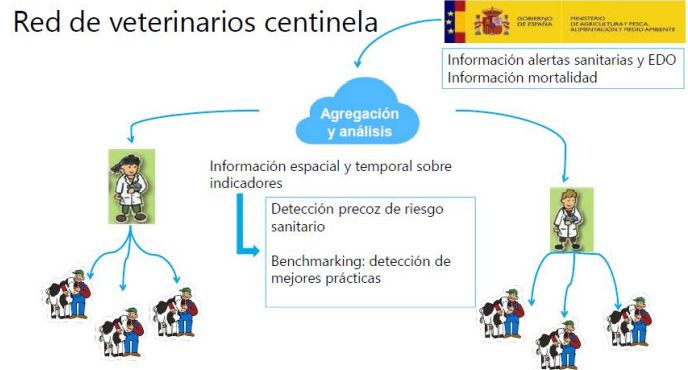 Red de veterinarios centinela
GOBIERNO
DE ESPAÑA
MINISTERIO
DE AGRICULTURA Y PESCA,
ALIMENTACIÓN Y MEDIO AMBIENTE
Información alertas sanitarias y EDO
Información mortalidad
Agregación
y análisis
Información espacial y temporal sobre
indicadores
Detección precoz de riesgo
sanitario
Benchmarking: detección de
mejores prácticas